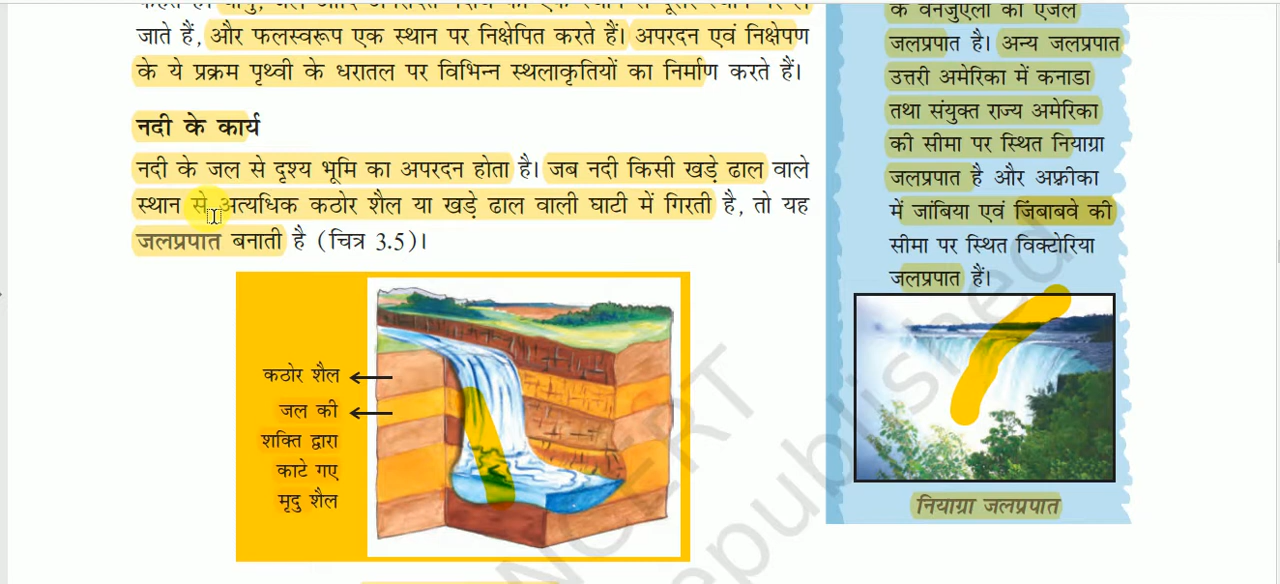 जाते हैं, और फलस्वरूप एक स्थान पर निक्षेपित करते हैं। अपरदन एवं निक्षेपण
के ये प्रक्रम पृथ्वी के धरातल पर विभिन्न स्थलाकृतियों का निर्माण करते हैं।
नदी के कार्य
नदी के जल से दृश्य भूमि का अपरदन होता है। जब नदी किसी खड़े ढाल वाले
स्थान से अत्यधिक कठोर शैल या खड़े ढाल वाली घाटी में गिरती है, तो यह
जलप्रपात बनाती है (चित्र 3.5)।
कठोर शैल
जल की
शक्ति द्वारा
काटे गए
मृदु शैल
के वेनेजुएला का एंजेल
जलप्रपात है। अन्य जलप्रपात
उत्तरी अमेरिका में कनाडा
तथा संयुक्त राज्य अमेरिका
की सीमा पर स्थित नियाग्रा
जलप्रपात है और अफ़्रीका
में जांबिया एवं जिंबाबवे की
सीमा पर स्थित विक्टोरिया
जलप्रपात हैं।
नियाग्रा जलप्रपात
NCERT
republished